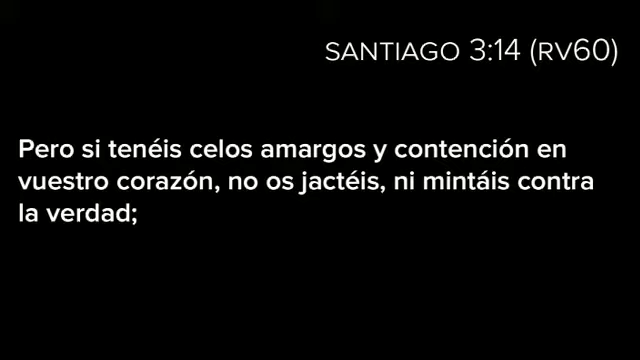 SANTIAGO 3:14 (RV60)
Pero si tenéis celos amargos y contención en
vuestro corazón, no os jactéis, ni mintáis contra
la verdad;